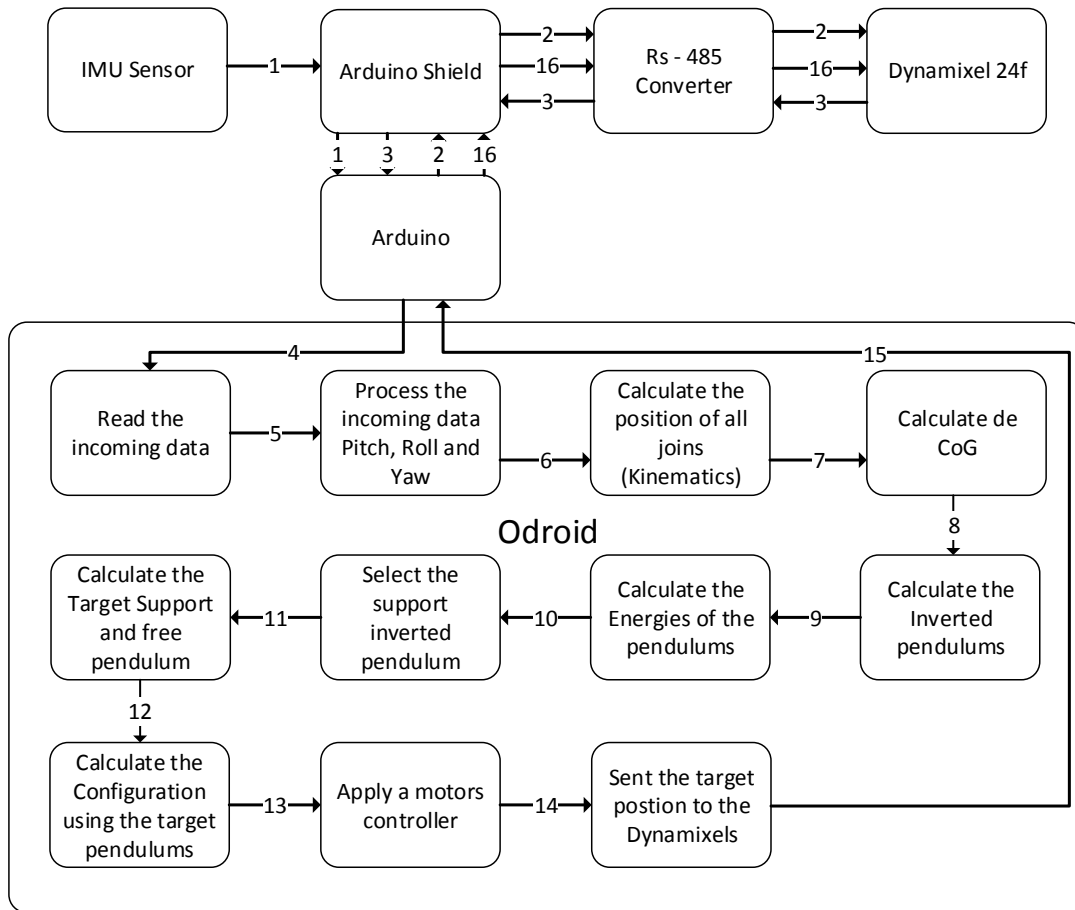 IMU Sensor
1
Arduino Shield
2
16
3
Rs - 485
Converter
2
16
3
Dynamixel 24f
1
3
2
16
Arduino
4
15
Read the
incoming data
5
Process the
incoming data
Pitch, Roll and
Yaw
6
Calculate the
position of all
joins
(Kinematics)
7
Calculate de
CoG
Odroid
8
Calculate the
Target Support
and free
pendulum
11
Select the
support
inverted
pendulum
10
Calculate the
Energies of the
pendulums
9
Calculate the
Inverted
pendulums
12
Calculate the
Configuration
using the target
pendulums
13
Apply a motors
controller
14
Sent the target
postion to the
Dynamixels